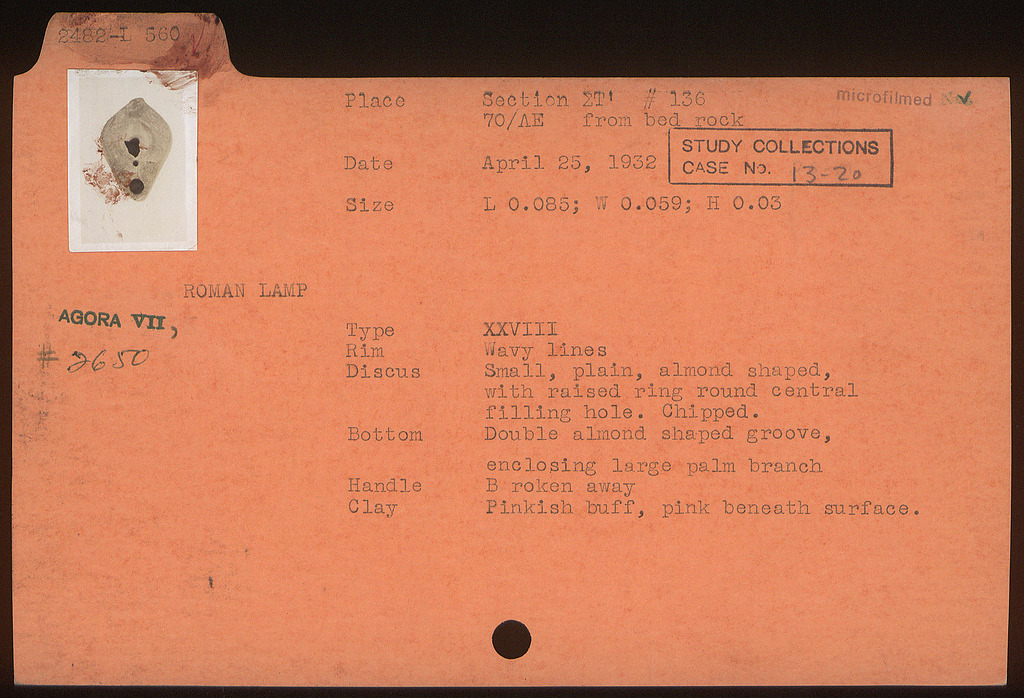 2482-L 560
Place Section ΣΤ' # 136 microfilmed
70/ΛΕ from bed rock
STUDY COLLECTIONS
CASE No. 13-20
Date April 25, 1932
Size L 0.085; W 0.059; H 0.03
ROMAN LAMP
AGORA VII,
# 2650
Type XXVIII
Rim Wavy lines
Discus Small, plain, almond shaped,
with raised ring round central
filling hole. Chipped.
Bottom Double almond shaped groove,
enclosing large palm branch
Handle B roken away
Clay Pinkish buff, pink beneath surface.